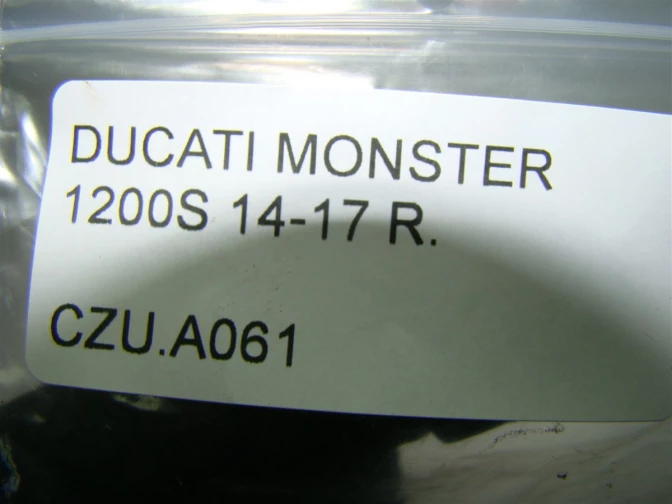 DUCATI MONSTER
1200S 14-17 R.
CZU.A061